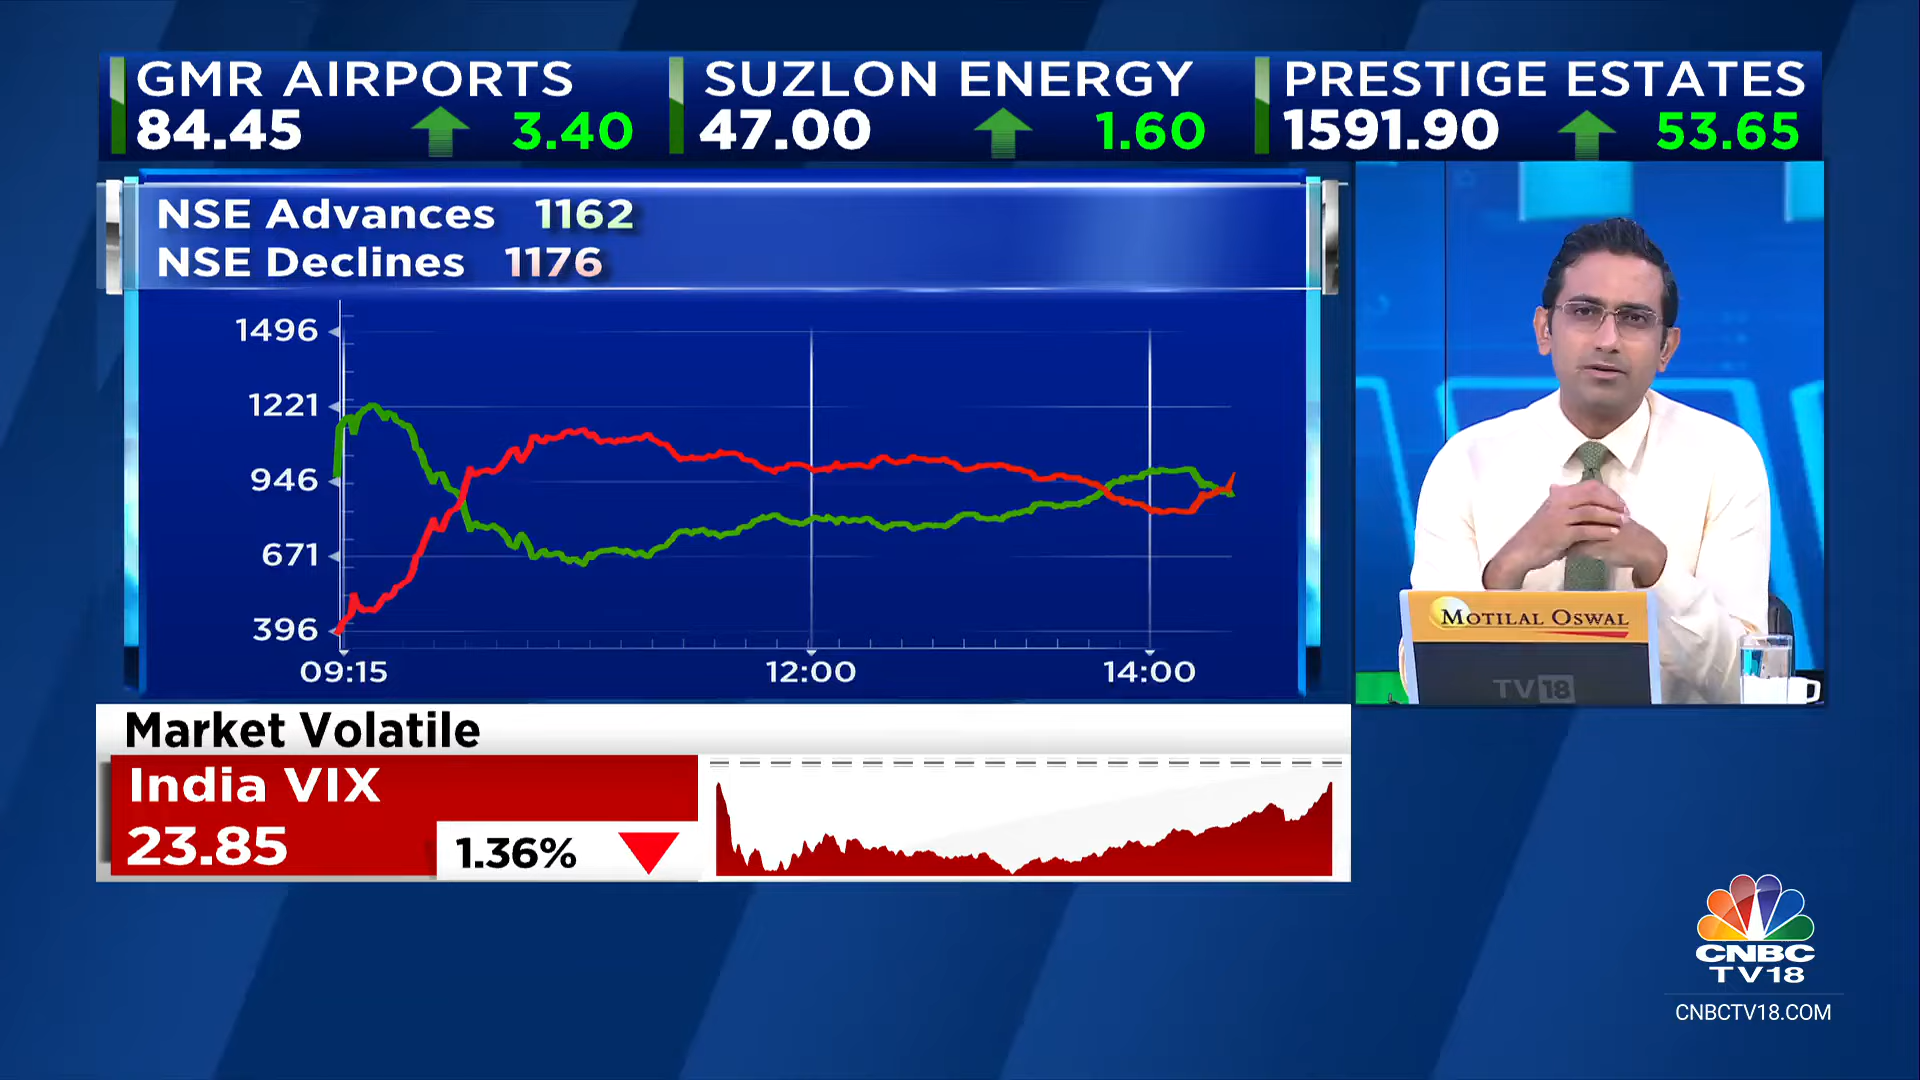 GMR AIRPORTS
84.45 3.40
SUZLON ENERGY
47.00 1.60
PRESTIGE ESTATES
1591.90 53.65
NSE Advances 1162
NSE Declines 1176
1496
1221
946
671
396
09:15 12:00 14:00
MOTILAL OSWAL
TV18
Market Volatile
India VIX
23.85 1.36%
CNBC
TV18
CNBCTV18.COM